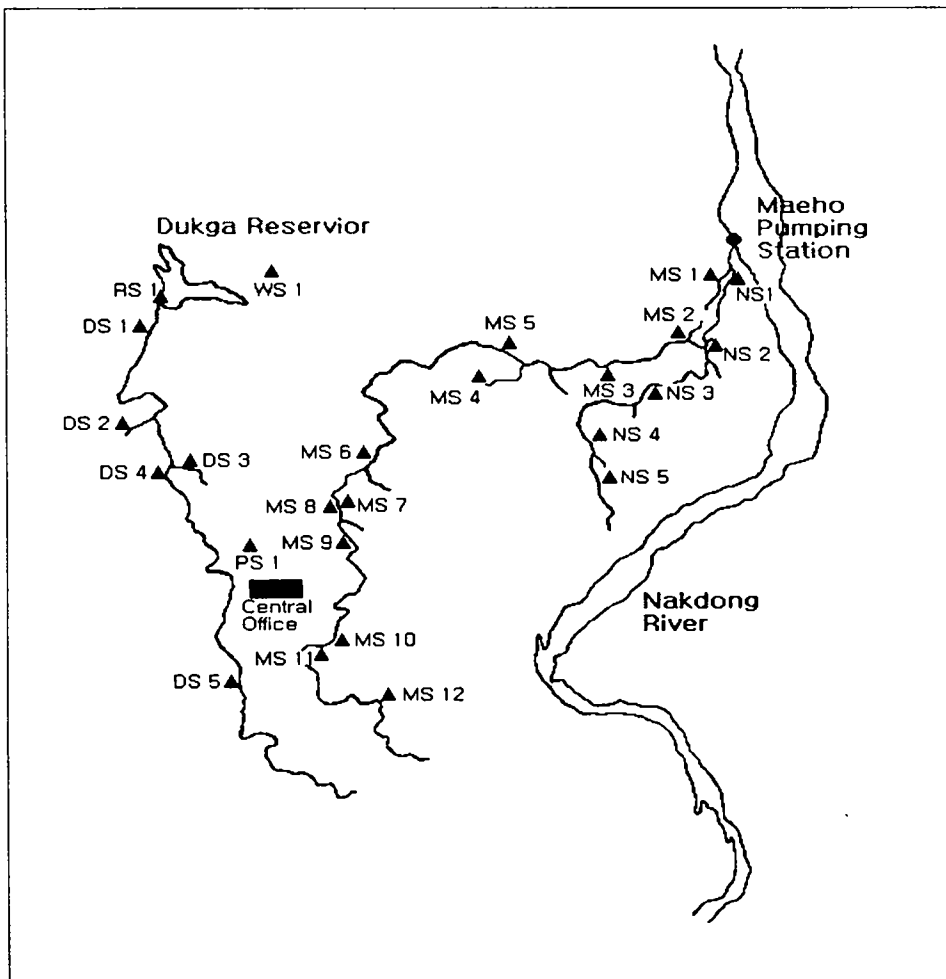 Dukga Reservior
Maeho
Pumping
Station
RS 1
WS 1
MS 1
NS1
DS 1
MS 2
MS 5
NS 2
MS 4
MS 3
NS 3
DS 2
NS 4
MS 6
DS 3
DS 4
NS 5
MS 8
MS 7
MS 9
PS 1
Central
Office
Nakdong
River
MS 10
MS 11
DS 5
MS 12